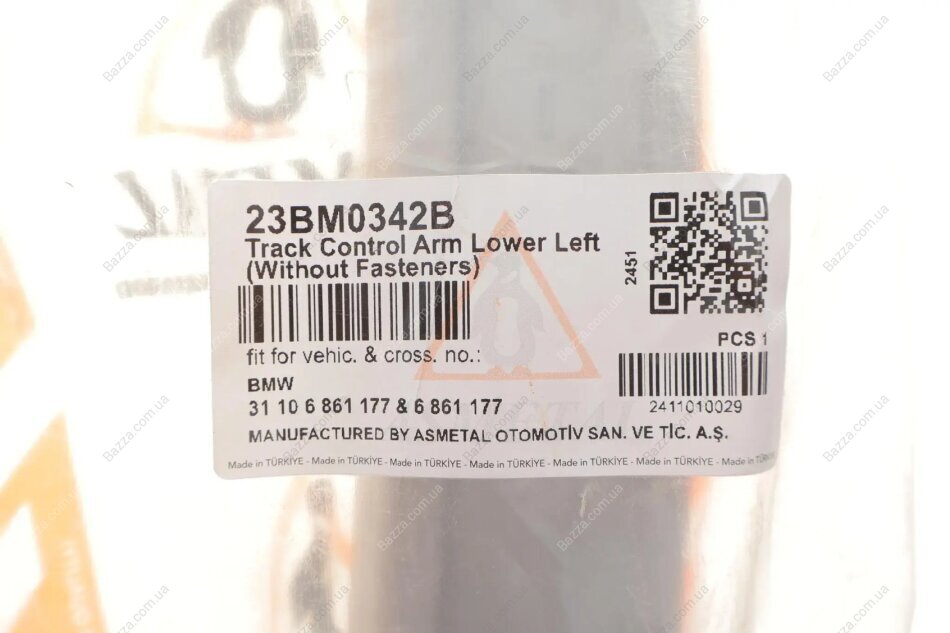 23BM0342B
Track Control Arm Lower Left
(Without Fasteners)
2451
fit for vehic. & cross. no.:
PCS 1
BMW
31 10 6 861 177 & 6 861 177
2411010029
MANUFACTURED BY ASMETAL OTOMOTİV SAN. VE TİC. A.Ş.
Made in TÜRKİYE - Made in TÜRKİYE - Made in TÜRKİYE - Made in TÜRKİYE - Made in TÜRKİYE - Made in TÜRKİYE - Made in
Bazza.com.ua